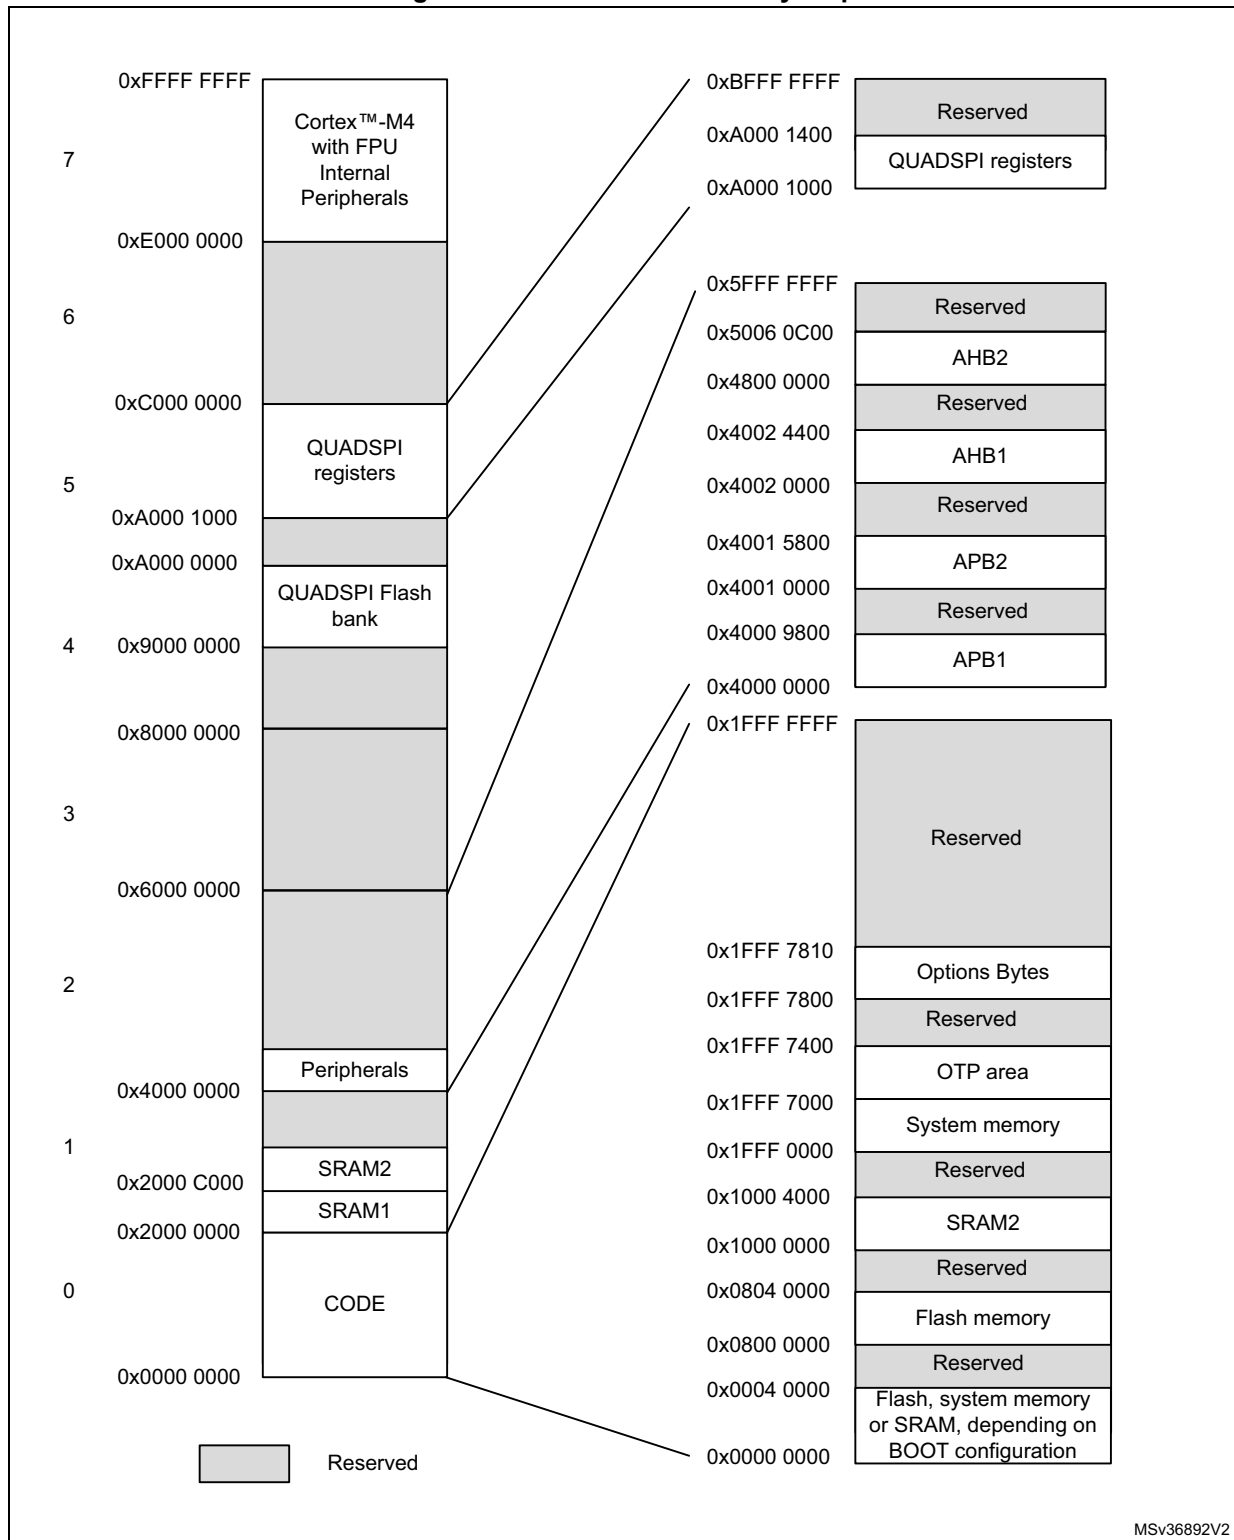 0xFFFF FFFF
Cortex™-M4
with FPU
Internal
Peripherals
7
0xE000 0000
6
0xC000 0000
QUADSPI
registers
5
0xA000 1000
0xA000 0000
QUADSPI Flash
bank
4
0x9000 0000
0x8000 0000
3
0x6000 0000
2
Peripherals
0x4000 0000
1
SRAM2
0x2000 C000
SRAM1
0x2000 0000
0
CODE
0x0000 0000
Reserved
0xBFFF FFFF
Reserved
0xA000 1400
QUADSPI registers
0xA000 1000
0x5FFF FFFF
Reserved
0x5006 0C00
AHB2
0x4800 0000
Reserved
0x4002 4400
AHB1
0x4002 0000
Reserved
0x4001 5800
APB2
0x4001 0000
Reserved
0x4000 9800
APB1
0x4000 0000
0x1FFF FFFF
Reserved
0x1FFF 7810
Options Bytes
0x1FFF 7800
Reserved
0x1FFF 7400
OTP area
0x1FFF 7000
System memory
0x1FFF 0000
Reserved
0x1000 4000
SRAM2
0x1000 0000
Reserved
0x0804 0000
Flash memory
0x0800 0000
Reserved
0x0004 0000
Flash, system memory
or SRAM, depending on
BOOT configuration
0x0000 0000
MSv36892V2